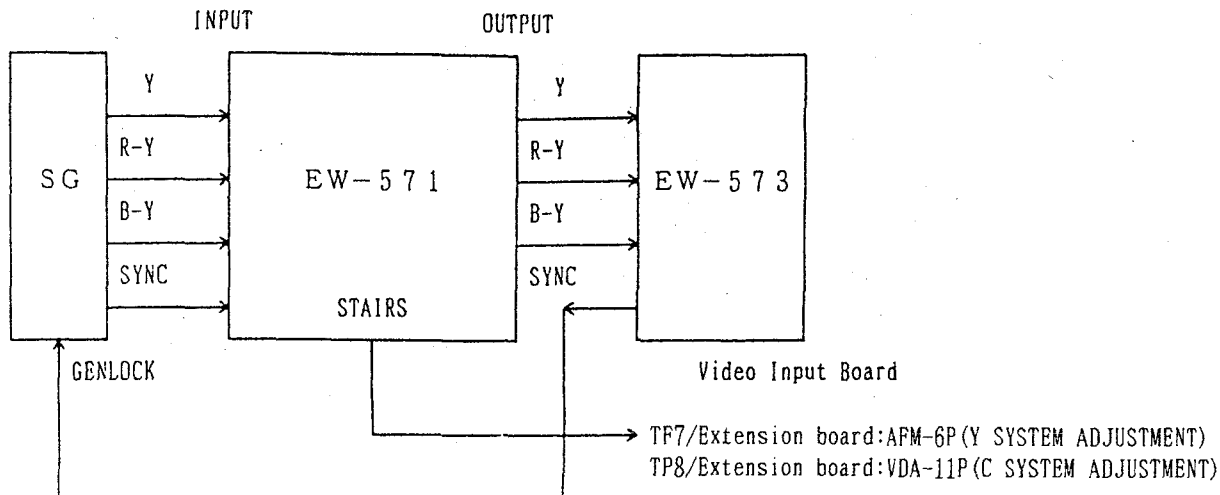 INPUT
OUTPUT
Y
R-Y
B-Y
SYNC
SG
EW-571
STAIRS
Y
R-Y
B-Y
SYNC
EW-573
GENLOCK
Video Input Board
TF7/Extension board:AFM-6P(Y SYSTEM ADJUSTMENT)
TP8/Extension board:VDA-11P(C SYSTEM ADJUSTMENT)